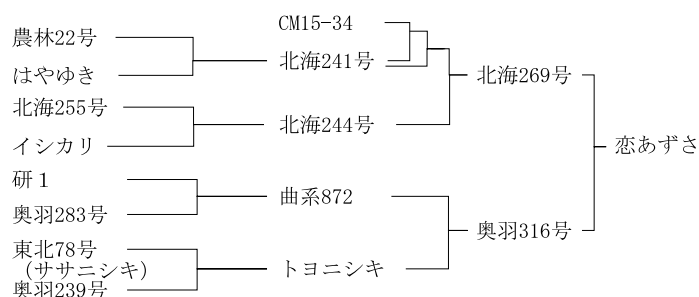 農林22号
はやゆき
北海255号
イシカリ
研1
奥羽283号
東北78号
(ササニシキ)
奥羽239号
CM15-34
北海241号
北海244号
曲系872
トヨニシキ
北海269号
奥羽316号
恋あずさ